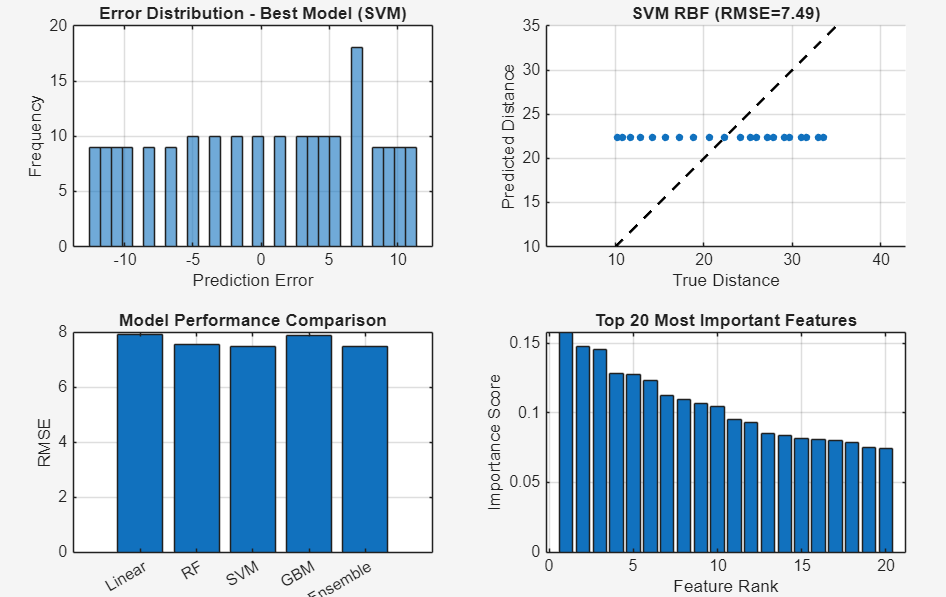 Error Distribution - Best Model (SVM)
20
15
10
5
0
Frequency
-10
-5
0
5
10
Prediction Error
SVM RBF (RMSE=7.49)
35
30
25
20
15
10
Predicted Distance
10
20
30
40
True Distance
Model Performance Comparison
8
6
4
2
0
RMSE
Linear
RF
SVM
GBM
Ensemble
Top 20 Most Important Features
0.15
0.1
0.05
0
Importance Score
0
5
10
15
20
Feature Rank